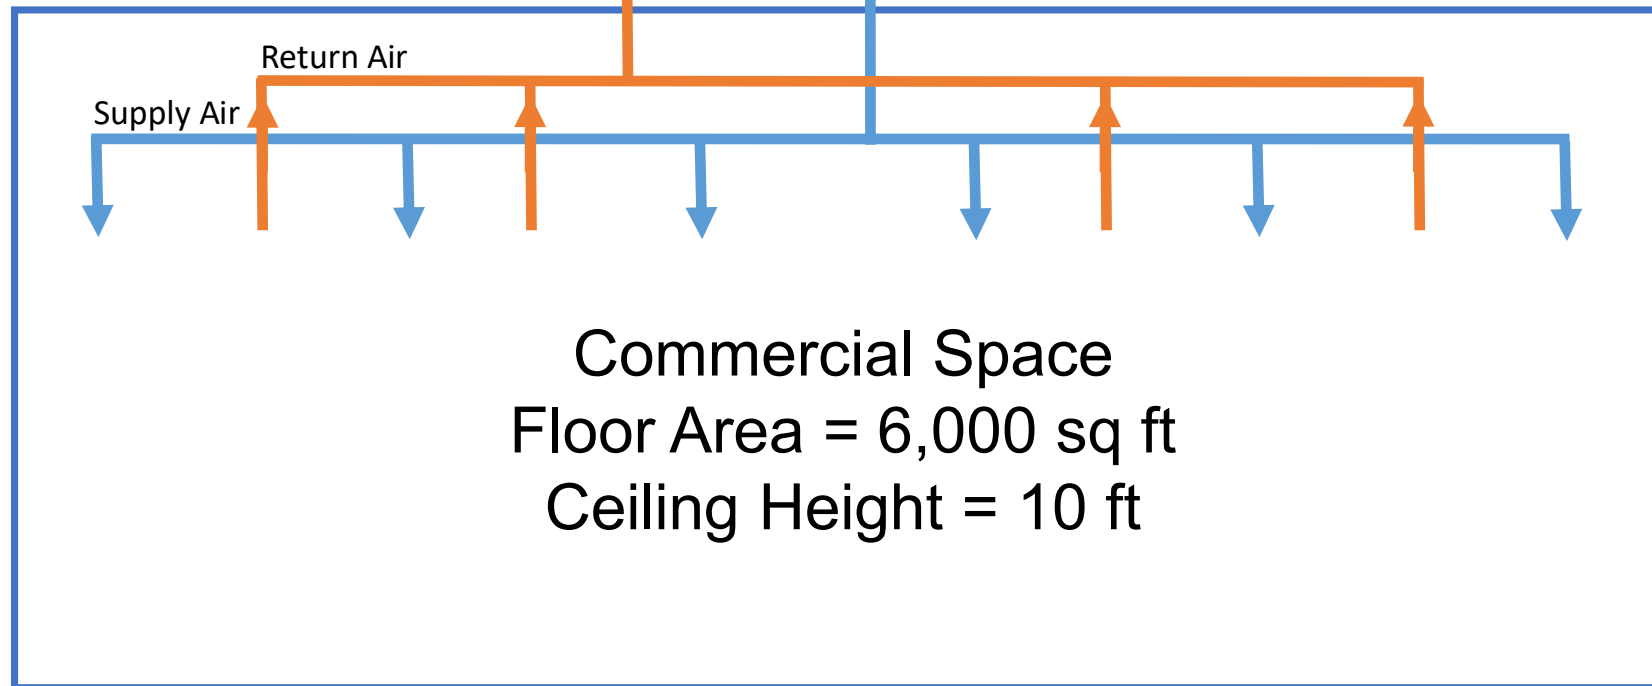 Return Air
Supply Air
Commercial Space
Floor Area = 6,000 sq ft
Ceiling Height = 10 ft